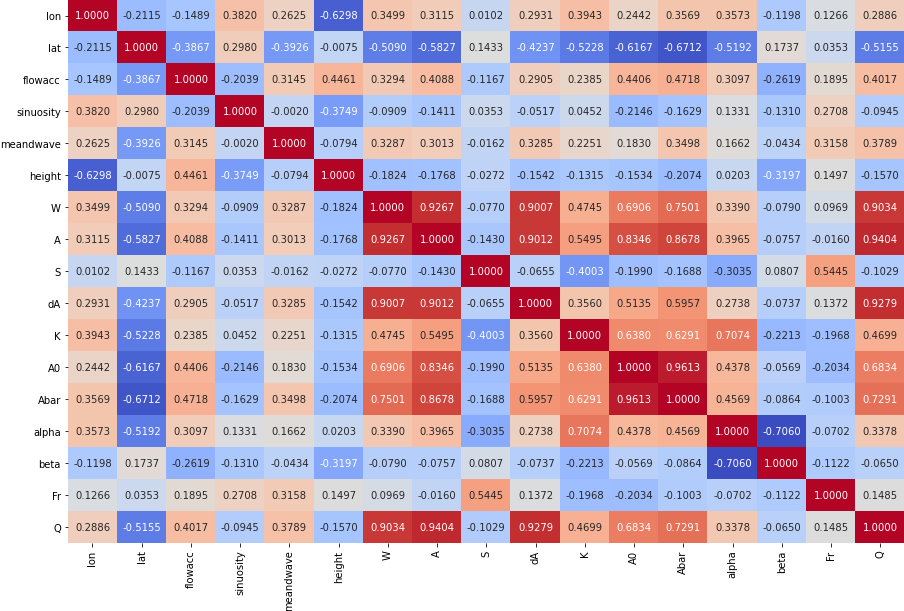 lon 1.0000 -0.2115 -0.1489 0.3820 0.2625 -0.6298 0.3499 0.3115 0.0102 0.2931 0.3943 0.2442 0.3569 0.3573 -0.1198 0.1266 0.2886
lat -0.2115 1.0000 -0.3867 0.2980 -0.3926 -0.0075 -0.5090 -0.5827 0.1433 -0.4237 -0.5228 -0.6167 -0.6712 -0.5192 0.1737 0.0353 -0.5155
flowacc -0.1489 -0.3867 1.0000 -0.2039 0.3145 0.4461 0.3294 0.4088 -0.1167 0.2905 0.2385 0.4406 0.4718 0.3097 -0.2619 0.1895 0.4017
sinuosity 0.3820 0.2980 -0.2039 1.0000 -0.0020 -0.3749 -0.0909 -0.1411 0.0353 -0.0517 0.0452 -0.2146 -0.1629 0.1331 -0.1310 0.2708 -0.0945
meandwave 0.2625 -0.3926 0.3145 -0.0020 1.0000 -0.0794 0.3287 0.3013 -0.0162 0.3285 0.2251 0.1830 0.3498 0.1662 -0.0434 0.3158 0.3789
height -0.6298 -0.0075 0.4461 -0.3749 -0.0794 1.0000 -0.1824 -0.1768 -0.0272 -0.1542 -0.1315 -0.1534 -0.2074 0.0203 -0.3197 0.1497 -0.1570
W 0.3499 -0.5090 0.3294 -0.0909 0.3287 -0.1824 1.0000 0.9267 -0.0770 0.9007 0.4745 0.6906 0.7501 0.3390 -0.0790 0.0969 0.9034
A 0.3115 -0.5827 0.4088 -0.1411 0.3013 -0.1768 0.9267 1.0000 -0.1430 0.9012 0.5495 0.8346 0.8678 0.3965 -0.0757 -0.0160 0.9404
S 0.0102 0.1433 -0.1167 0.0353 -0.0162 -0.0272 -0.0770 -0.1430 1.0000 -0.0655 -0.4003 -0.1990 -0.1688 -0.3035 0.0807 0.5445 -0.1029
dA 0.2931 -0.4237 0.2905 -0.0517 0.3285 -0.1542 0.9007 0.9012 -0.0655 1.0000 0.3560 0.5135 0.5957 0.2738 -0.0737 0.1372 0.9279
K 0.3943 -0.5228 0.2385 0.0452 0.2251 -0.1315 0.4745 0.5495 -0.4003 0.3560 1.0000 0.6380 0.6291 0.7074 -0.2213 -0.1968 0.4699
A0 0.2442 -0.6167 0.4406 -0.2146 0.1830 -0.1534 0.6906 0.8346 -0.1990 0.5135 0.6380 1.0000 0.9613 0.4378 -0.0569 -0.2034 0.6834
Abar 0.3569 -0.6712 0.4718 -0.1629 0.3498 -0.2074 0.7501 0.8678 -0.1688 0.5957 0.6291 0.9613 1.0000 0.4569 -0.0864 -0.1003 0.7291
alpha 0.3573 -0.5192 0.3097 0.1331 0.1662 0.0203 0.3390 0.3965 -0.3035 0.2738 0.7074 0.4378 0.4569 1.0000 -0.7060 -0.0702 0.3378
beta -0.1198 0.1737 -0.2619 -0.1310 -0.0434 -0.3197 -0.0790 -0.0757 0.0807 -0.0737 -0.2213 -0.0569 -0.0864 -0.7060 1.0000 -0.1122 -0.0650
Fr 0.1266 0.0353 0.1895 0.2708 0.3158 0.1497 0.0969 -0.0160 0.5445 0.1372 -0.1968 -0.2034 -0.1003 -0.0702 -0.1122 1.0000 0.1485
Q 0.2886 -0.5155 0.4017 -0.0945 0.3789 -0.1570 0.9034 0.9404 -0.1029 0.9279 0.4699 0.6834 0.7291 0.3378 -0.0650 0.1485 1.0000
lon lat flowacc sinuosity meandwave height W A S dA K A0 Abar alpha beta Fr Q